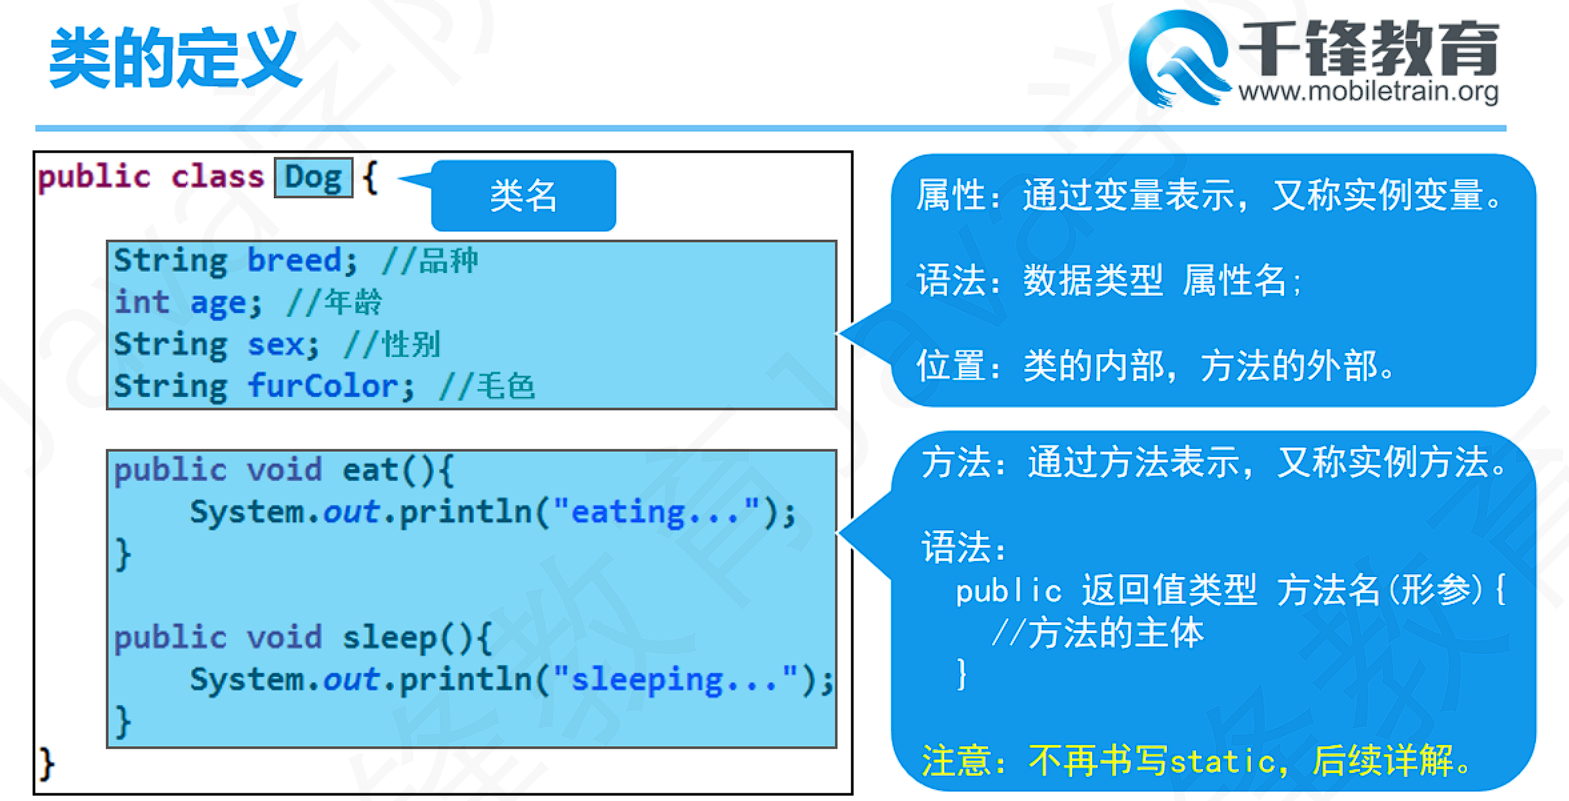 类的定义
千锋教育
www.mobiletrain.org
public class Dog {
类名
String breed; //品种
int age; //年龄
String sex; //性别
String furColor; //毛色
public void eat(){
System.out.println("eating...");
}
public void sleep(){
System.out.println("sleeping...");
}
}
属性：通过变量表示，又称实例变量。
语法：数据类型 属性名;
位置：类的内部，方法的外部。
方法：通过方法表示，又称实例方法。
语法：
public 返回值类型 方法名(形参){
//方法的主体
}
注意：不再书写static，后续详解。